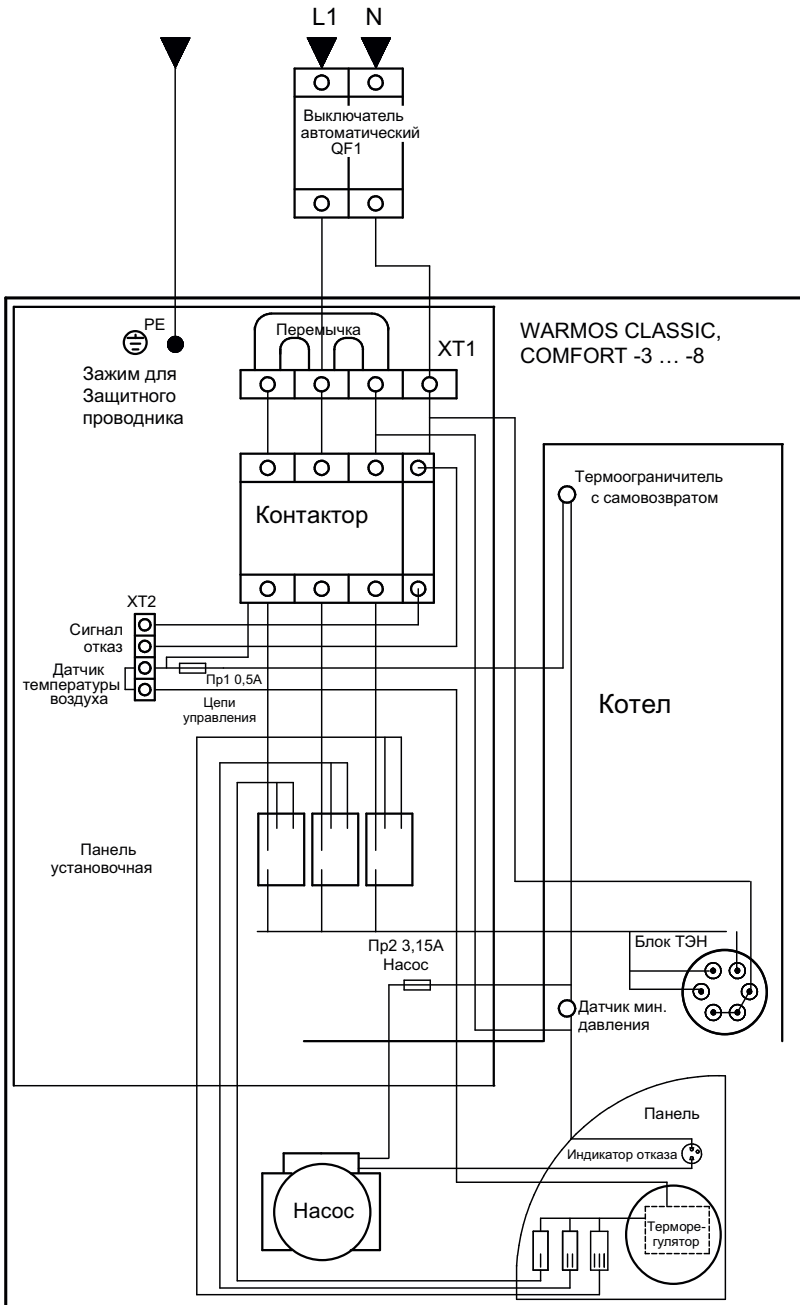 L1 N
Выключатель
автоматический
QF1
PE
Зажим для
Защитного
проводника
Перемычка
XT1
WARMOS CLASSIC,
COMFORT -3 … -8
Термоограничитель
с самовозвратом
Контактор
XT2
Сигнал
отказ
Датчик
температуры
воздуха
Пр1 0,5А
Цепи
управления
Котел
Панель
установочная
Пр2 3,15А
Насос
Блок ТЭН
Датчик мин.
давления
Панель
Индикатор отказа
Насос
Терморе-
гулятор